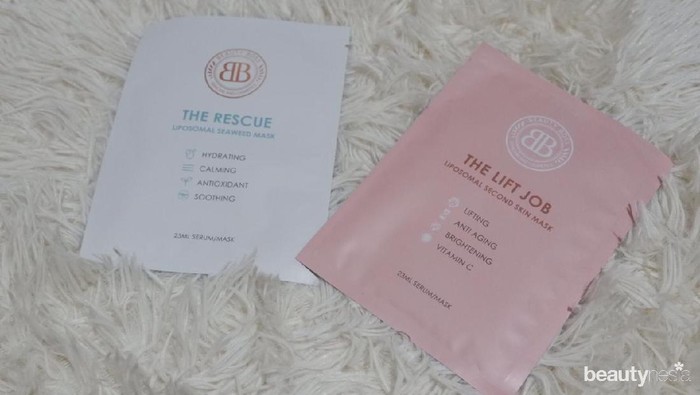 BB
THE RESCUE
LIPOSOMAL SEAWEED MASK
HYDRATING
CALMING
ANTIOXIDANT
SOOTHING
23ML SERUM/MASK
BB
THE LIFT JOB
LIPOSOMAL SECOND SKIN MASK
LIFTING
ANTI AGING
BRIGHTENING
VITAMIN C
23ML SERUM/MASK
beautynesia